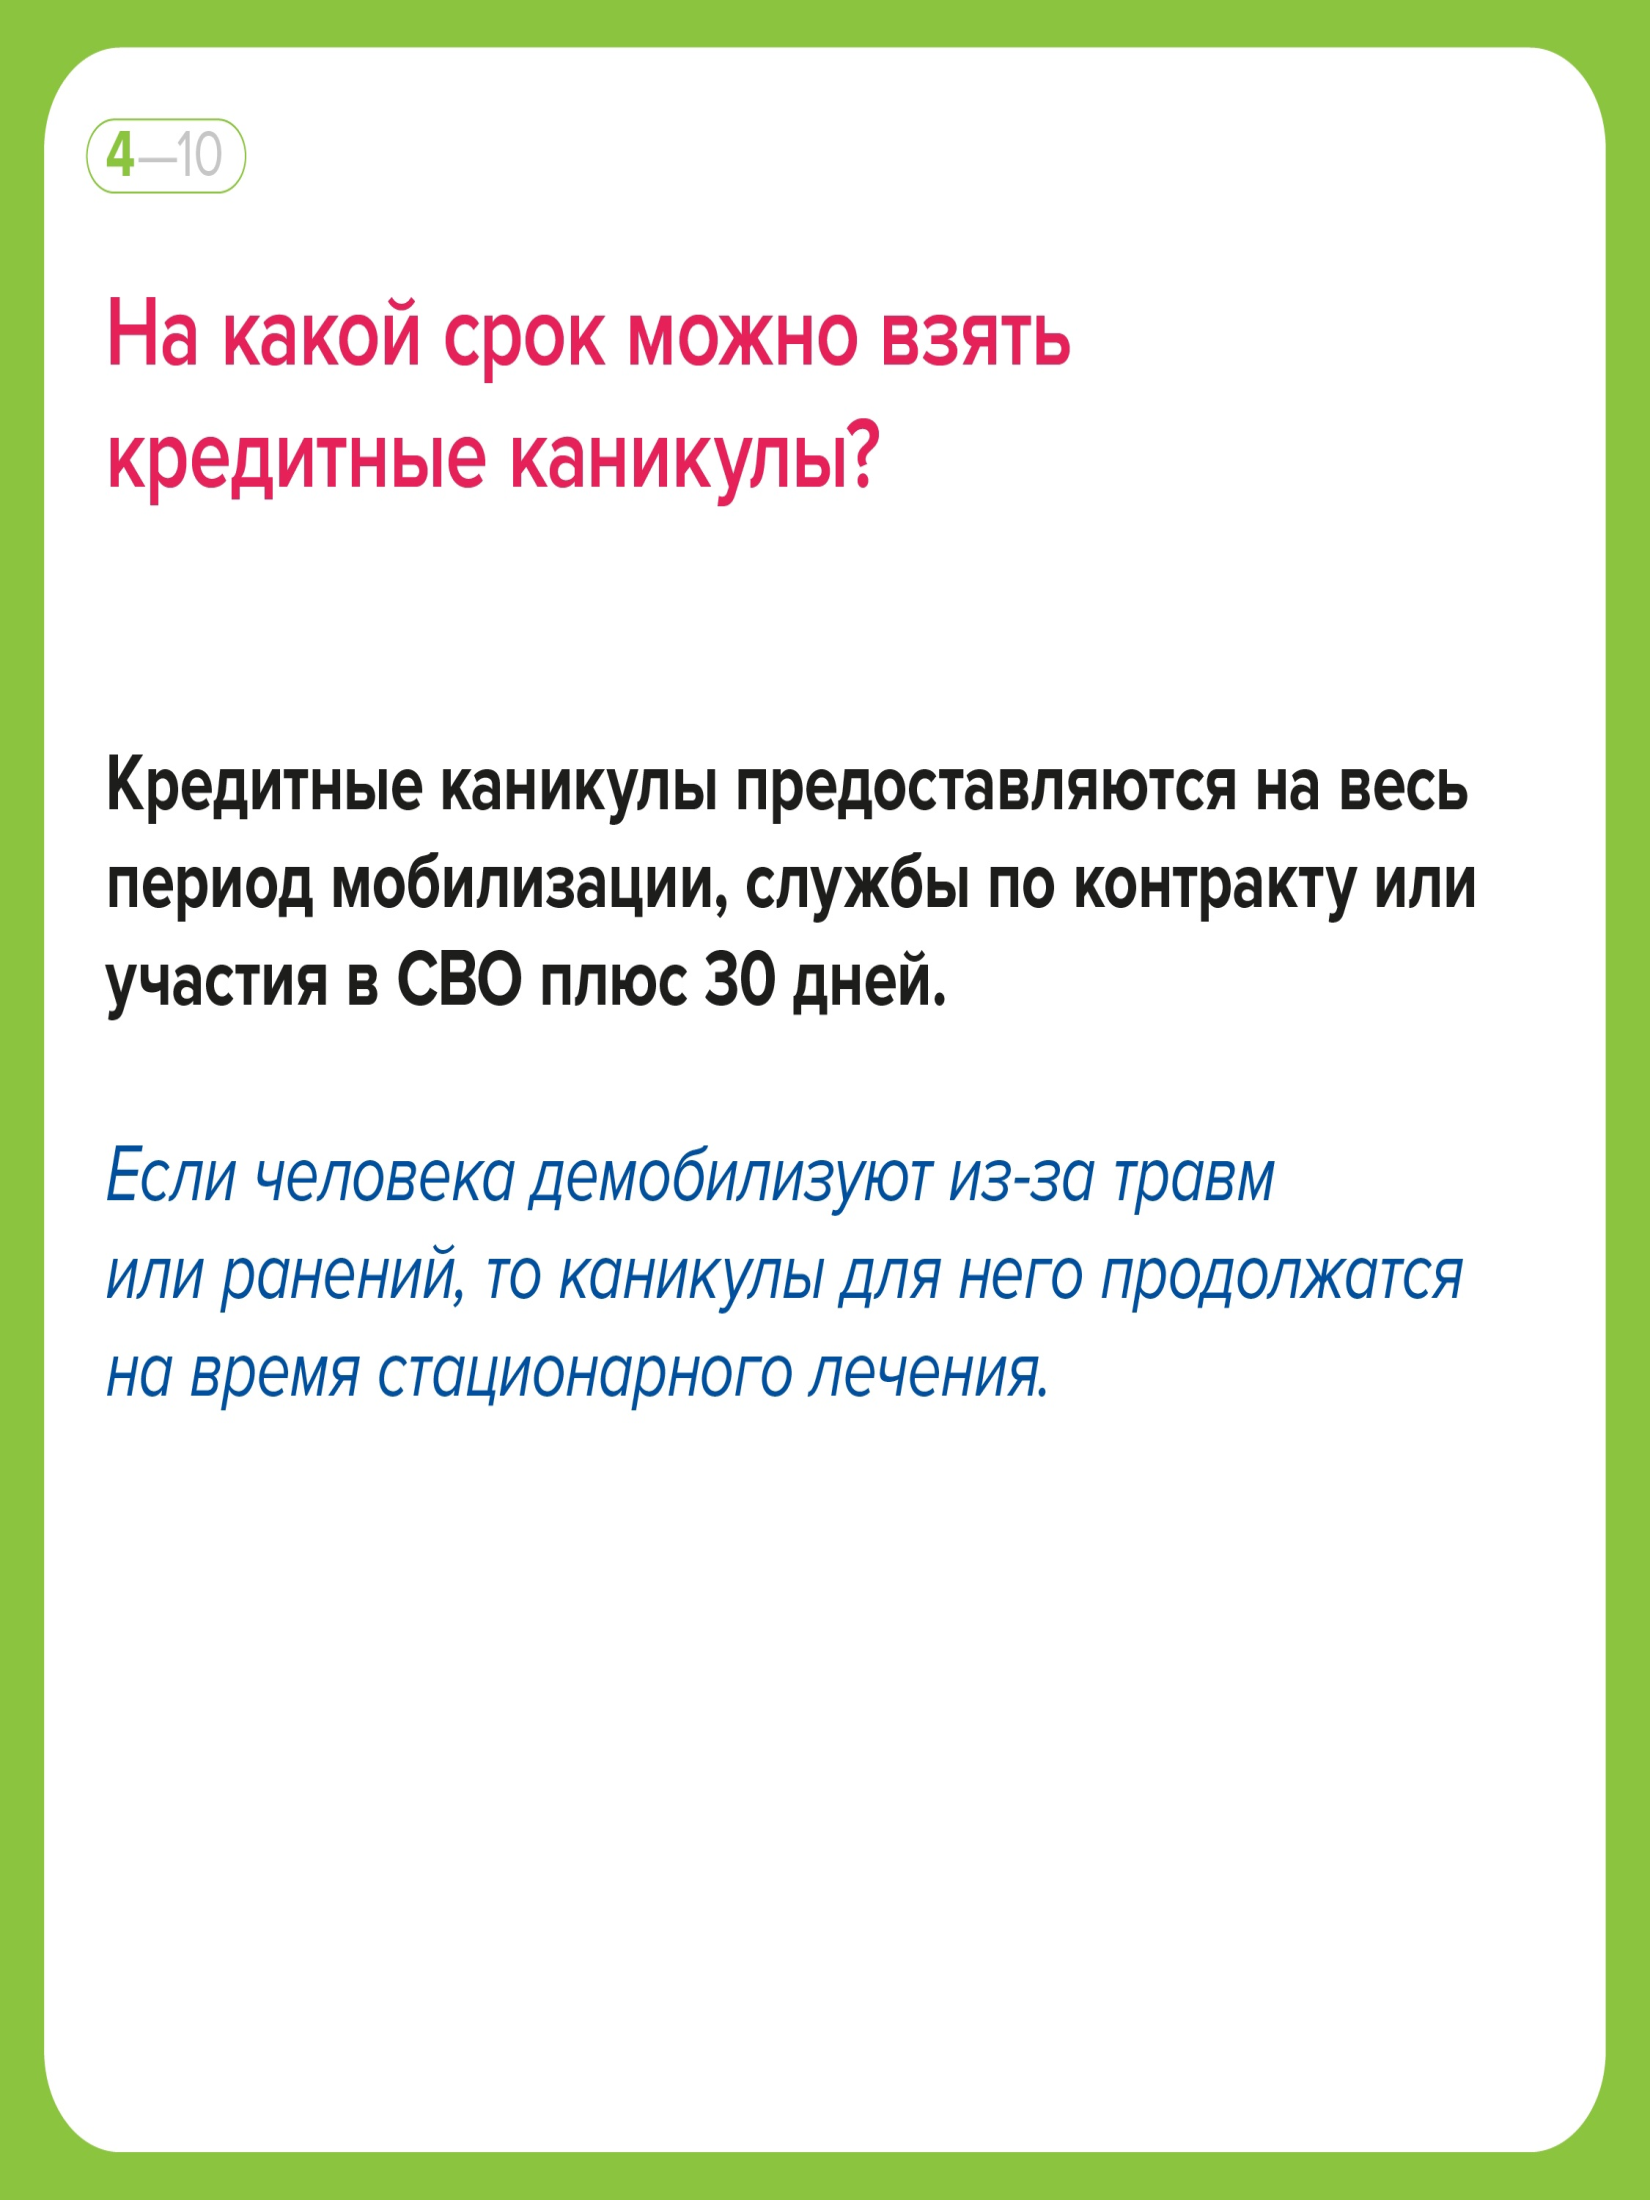 4—10
На какой срок можно взять
кредитные каникулы?
Кредитные каникулы предоставляются на весь
период мобилизации, службы по контракту или
участия в СВО плюс 30 дней.
Если человека демобилизуют из-за травм
или ранений, то каникулы для него продолжатся
на время стационарного лечения.